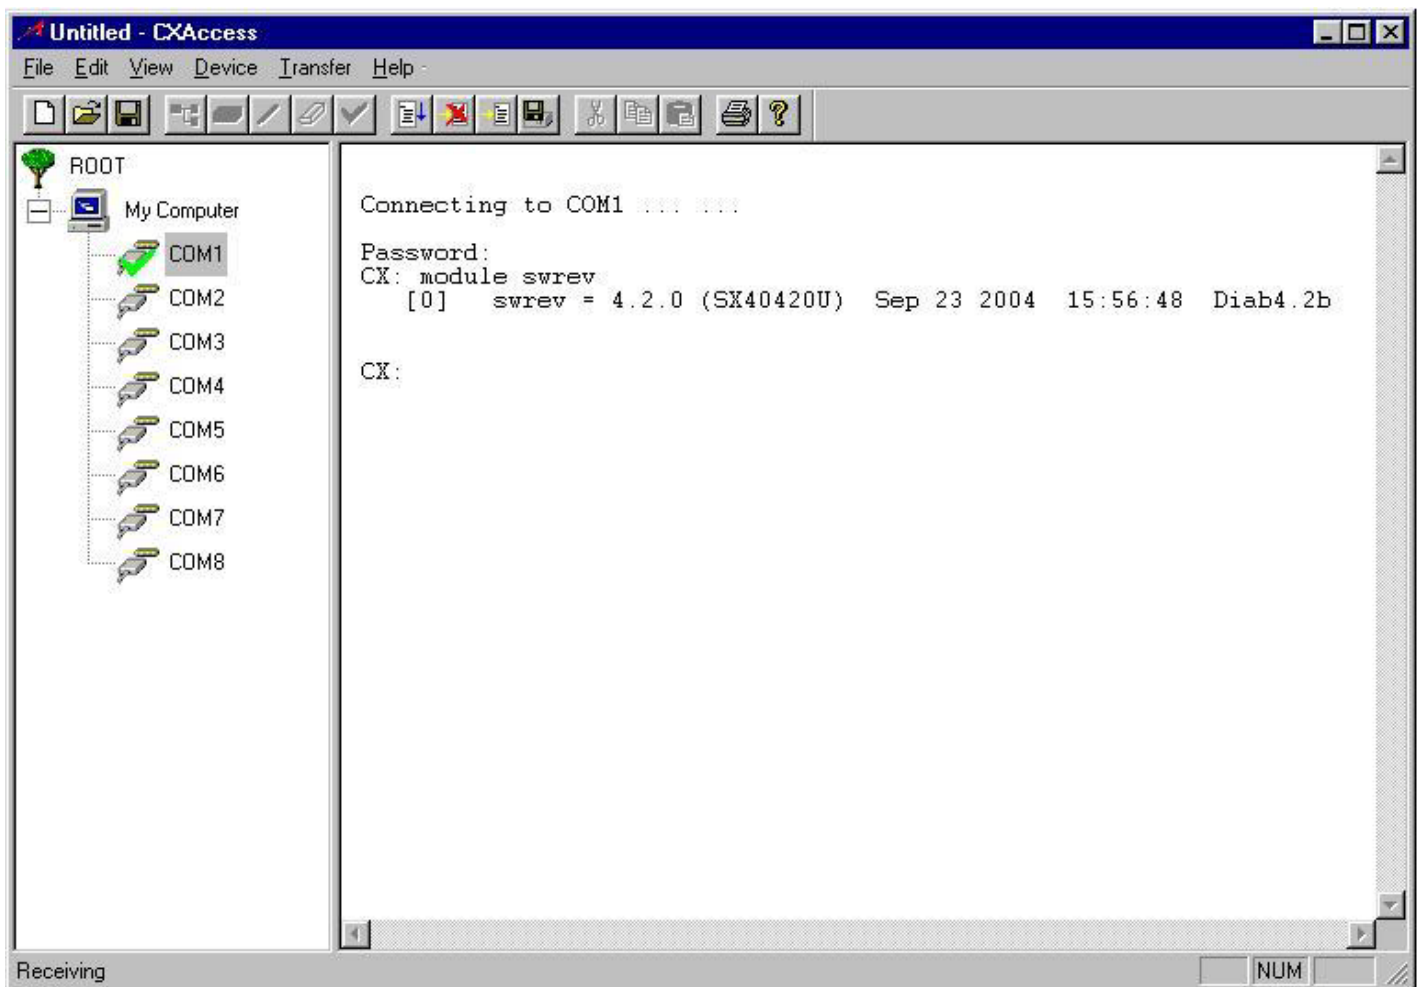 Untitled - CXAccess
File Edit View Device Transfer Help
ROOT
My Computer
COM1
COM2
COM3
COM4
COM5
COM6
COM7
COM8
Connecting to COM1 ... ...
Password:
CX: module swrev
[0] swrev = 4.2.0 (SX40420U) Sep 23 2004 15:56:48 Diab4.2b
CX:
Receiving
NUM